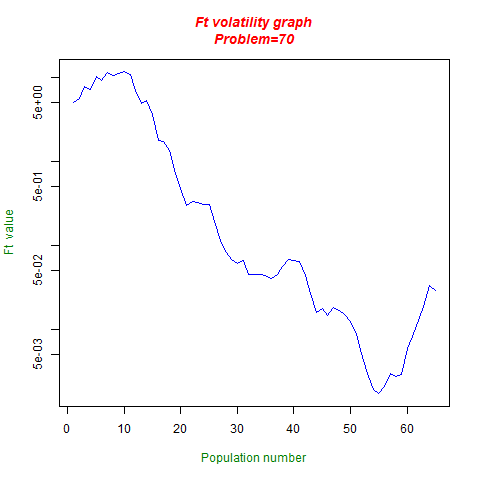 Ft volatility graph
Problem=70
Ft value
5e+00
5e-01
5e-02
5e-03
0 10 20 30 40 50 60
Population number